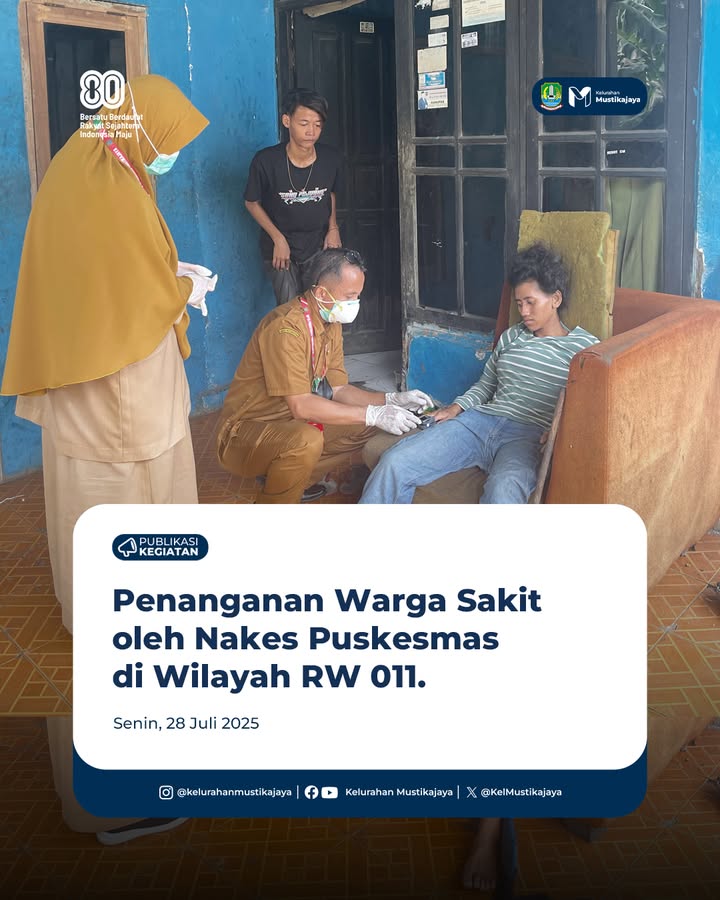 80
Bersatu Berdaulat
Rakyat Sejahtera
Indonesia Maju
Kelurahan
Mustikajaya
PUBLIKASI
KEGIATAN
Penanganan Warga Sakit
oleh Nakes Puskesmas
di Wilayah RW 011.
Senin, 28 Juli 2025
@kelurahanmustikajaya | Kelurahan Mustikajaya | @KelMustikajaya